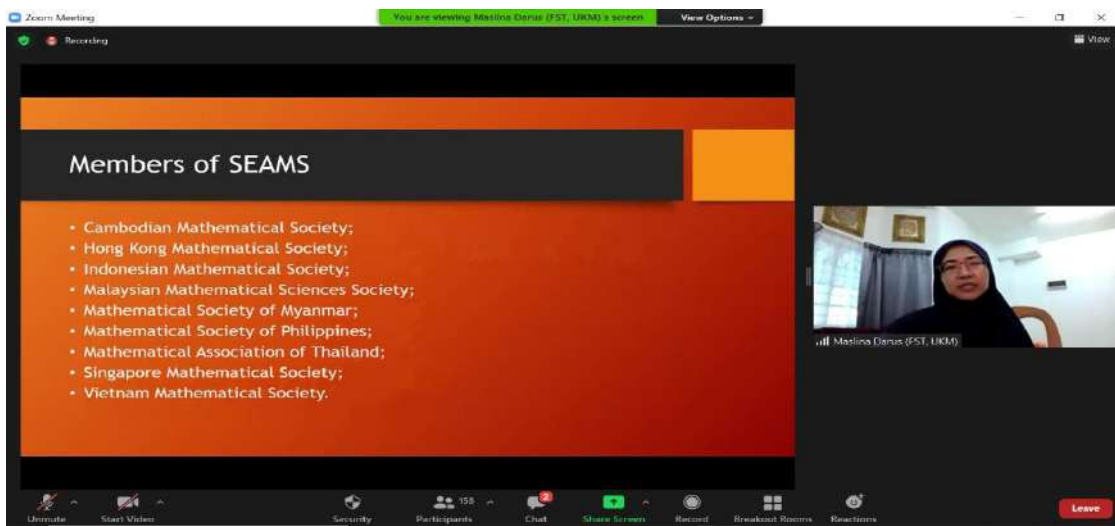 Zoom Meeting
You are viewing Maslina Darus (FST, UKM)'s screen
View Options
Recording
View
Members of SEAMS
• Cambodian Mathematical Society;
• Hong Kong Mathematical Society;
• Indonesian Mathematical Society;
• Malaysian Mathematical Sciences Society;
• Mathematical Society of Myanmar;
• Mathematical Society of Philippines;
• Mathematical Association of Thailand;
• Singapore Mathematical Society;
• Vietnam Mathematical Society.
Maslina Darus (FST, UKM)
158
2
Unmute
Start Video
Security
Participants
Chat
Share Screen
Record
Breakout Rooms
Reactions
Leave